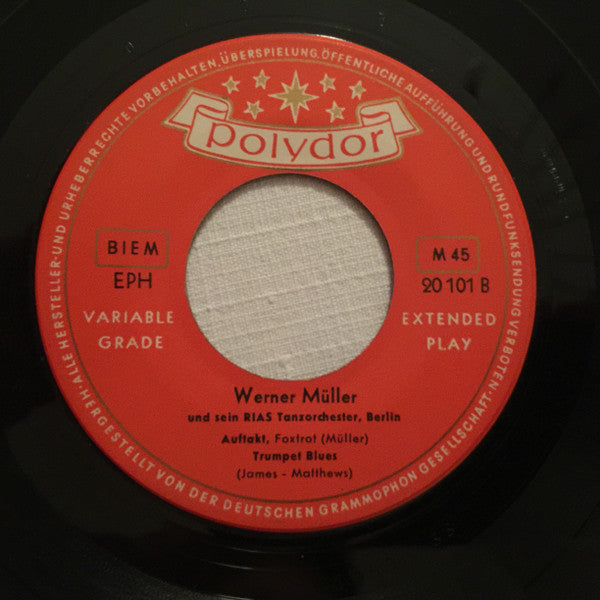 ·ALLE HERSTELLER-UND URHEBERRECHTE VORBEHALTEN, ÜBERSPIELUNG, ÖFFENTLICHE AUFFÜHRUNG UND RUNDFUNKSENDUNG VERBOTEN·
polydor
BIEM
EPH
VARIABLE
GRADE
M 45
20 101 B
EXTENDED
PLAY
Werner Müller
und sein RIAS Tanzorchester, Berlin
Auftakt, Foxtrot (Müller)
Trumpet Blues
(James - Matthews)
HERGESTELLT VON DER DEUTSCHEN GRAMMOPHON GESELLSCHAFT·